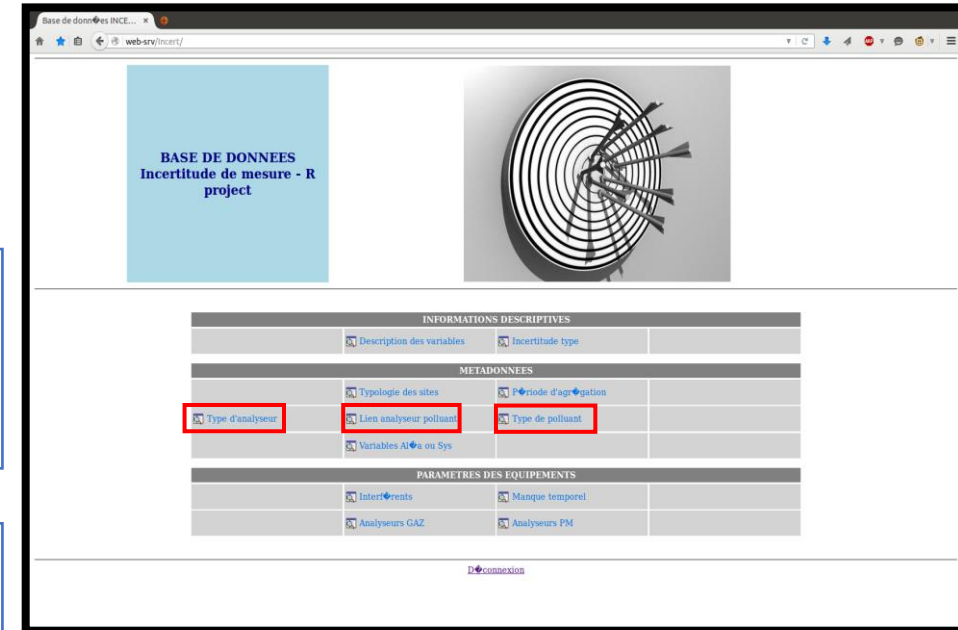 Base de donn�es INCE...
web-srv/Incert/
BASE DE DONNEES
Incertitude de mesure - R
project
INFORMATIONS DESCRIPTIVES
Description des variables
Incertitude type
METADONNEES
Typologie des sites
P�riode d'agr�gation
Type d'analyseur
Lien analyseur polluant
Type de polluant
Variables Al�a ou Sys
PARAMETRES DES EQUIPEMENTS
Interf�rents
Manque temporel
Analyseurs GAZ
Analyseurs PM
D�connexion